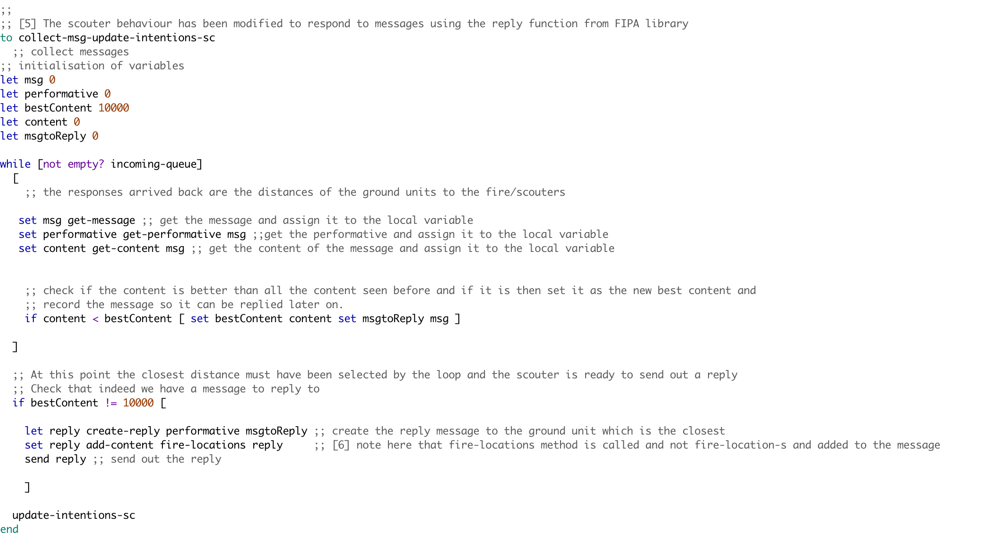 ;;
;; [5] The scouter behaviour has been modified to respond to messages using the reply function from FIPA library
to collect-msg-update-intentions-sc
  ;; collect messages
;; initialisation of variables
let msg 0
let performative 0
let bestContent 10000
let content 0
let msgtoReply 0

while [not empty? incoming-queue]
  [
    ;; the responses arrived back are the distances of the ground units to the fire/scouters

   set msg get-message ;; get the message and assign it to the local variable
   set performative get-performative msg ;;get the performative and assign it to the local variable
   set content get-content msg ;; get the content of the message and assign it to the local variable


    ;; check if the content is better than all the content seen before and if it is then set it as the new best content and
    ;; record the message so it can be replied later on.
    if content < bestContent [ set bestContent content set msgtoReply msg ]

  ]

  ;; At this point the closest distance must have been selected by the loop and the scouter is ready to send out a reply
  ;; Check that indeed we have a message to reply to
  if bestContent != 10000 [

    let reply create-reply performative msgtoReply ;; create the reply message to the ground unit which is the closest
    set reply add-content fire-locations reply     ;; [6] note here that fire-locations method is called and not fire-location-s and added to the message
    send reply ;; send out the reply

    ]

  update-intentions-sc
end